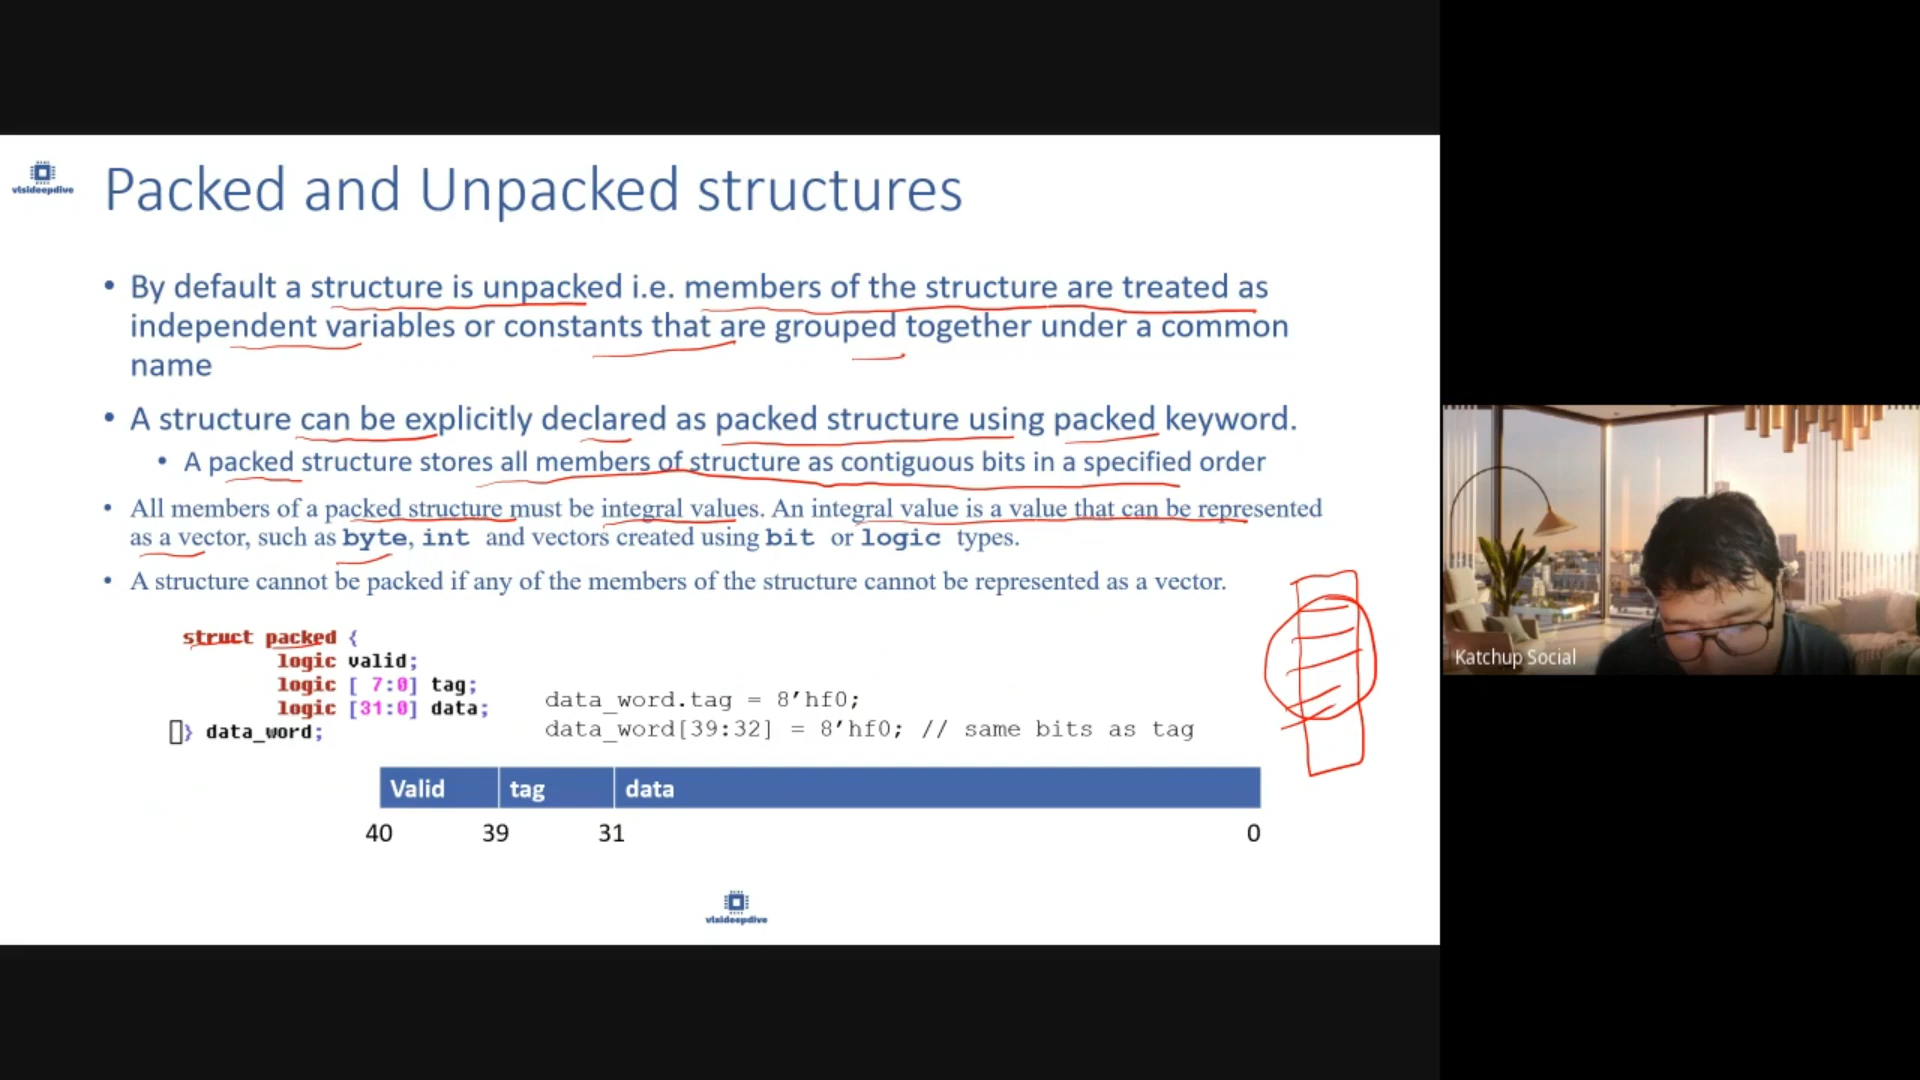 vlsideepdive
Packed and Unpacked structures
• By default a structure is unpacked i.e. members of the structure are treated as
independent variables or constants that are grouped together under a common
name
• A structure can be explicitly declared as packed structure using packed keyword.
• A packed structure stores all members of structure as contiguous bits in a specified order
• All members of a packed structure must be integral values. An integral value is a value that can be represented
as a vector, such as byte, int and vectors created using bit or logic types.
• A structure cannot be packed if any of the members of the structure cannot be represented as a vector.
struct packed {
logic valid;
logic [ 7:0] tag;
logic [31:0] data;
} data_word;
data_word.tag = 8’hf0;
data_word[39:32] = 8’hf0; // same bits as tag
Valid tag data
40 39 31 0
vlsideepdive
Katchup Social